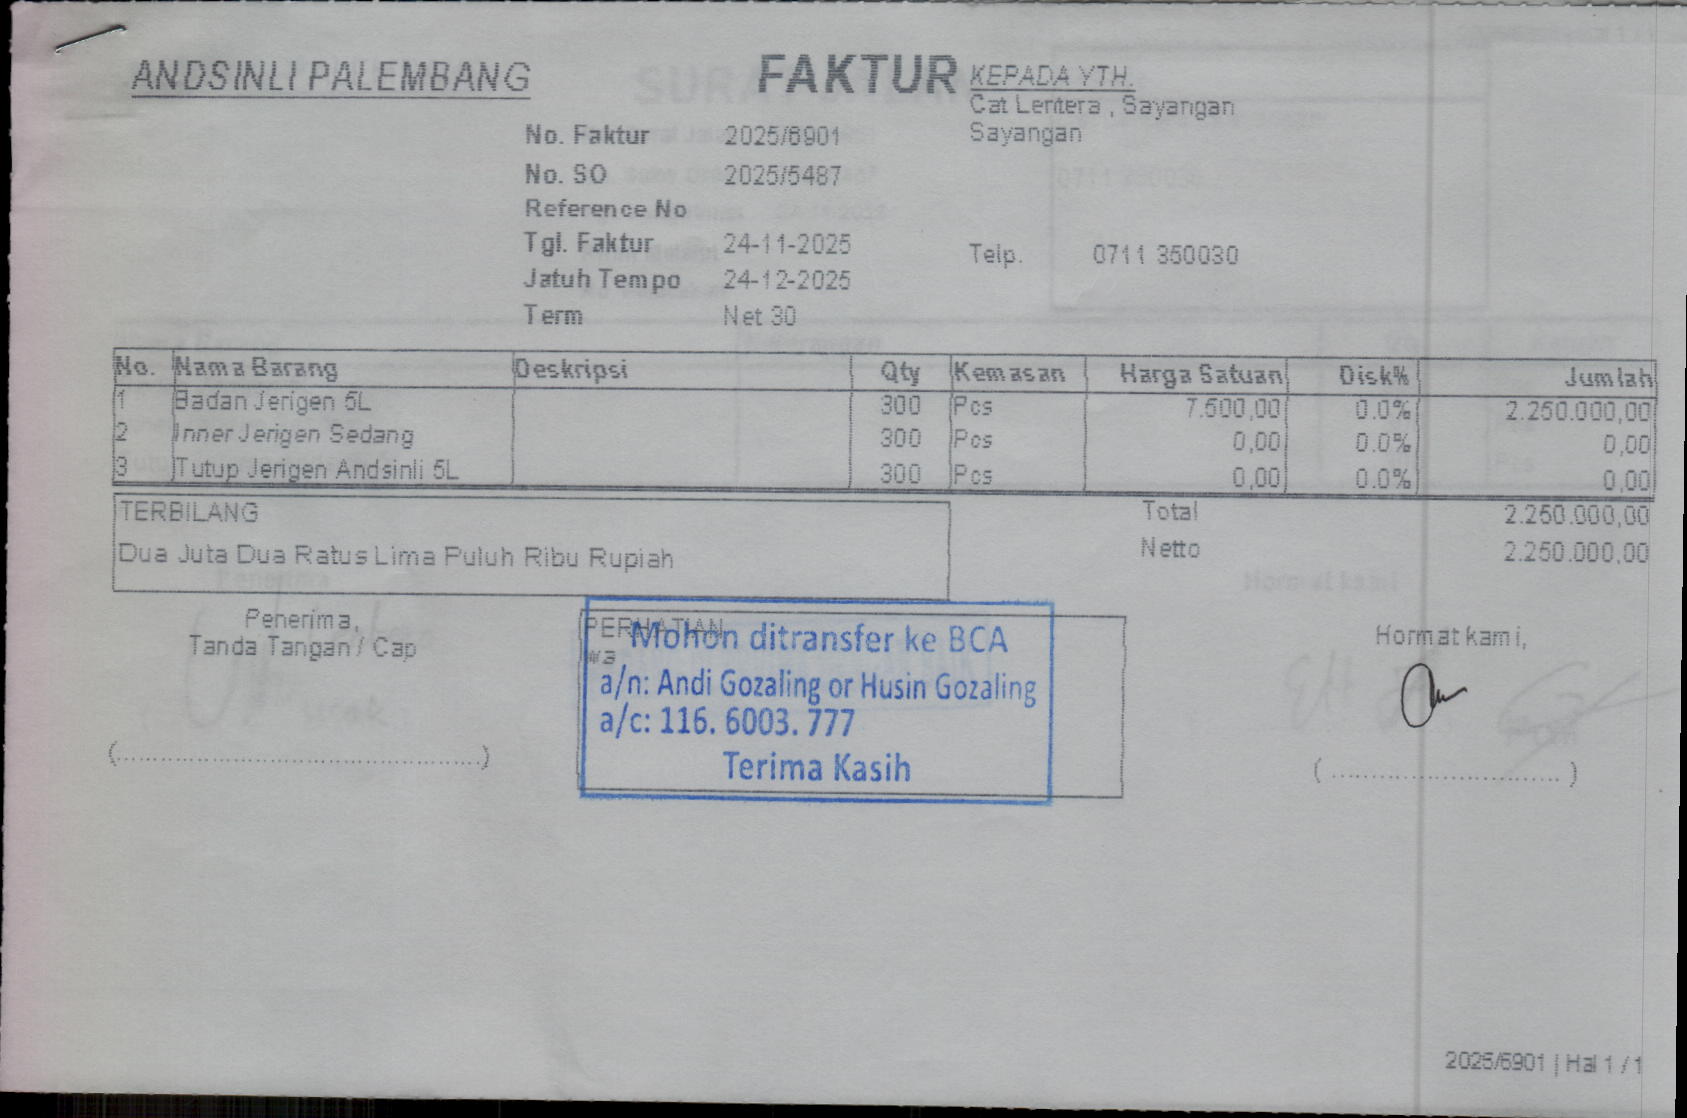 ANDSINLI PALEMBANG
FAKTUR
KEPADA YTH.
Cat Lentera , Sayangan
Sayangan
Telp. 0711 350030
No. Faktur 2025/6901
No. SO 2025/5487
Reference No
Tgl. Faktur 24-11-2025
Jatuh Tempo 24-12-2025
Term Net 30
No. Nama Barang Deskripsi Qty Kemasan Harga Satuan Disk% Jumlah
1 Badan Jerigen 5L 300 Pcs 7.500,00 0.0% 2.250.000,00
2 Inner Jerigen Sedang 300 Pcs 0,00 0.0% 0,00
3 Tutup Jerigen Andsinli 5L 300 Pcs 0,00 0.0% 0,00
TERBILANG
Dua Juta Dua Ratus Lima Puluh Ribu Rupiah
Total 2.250.000,00
Netto 2.250.000,00
Penerima,
Tanda Tangan / Cap
(..............................................)
PERHATIAN
Mohon ditransfer ke BCA
a/n: Andi Gozaling or Husin Gozaling
a/c: 116. 6003. 777
Terima Kasih
Hormat kami,
(.............................)
2025/6901 | Hal 1 / 1